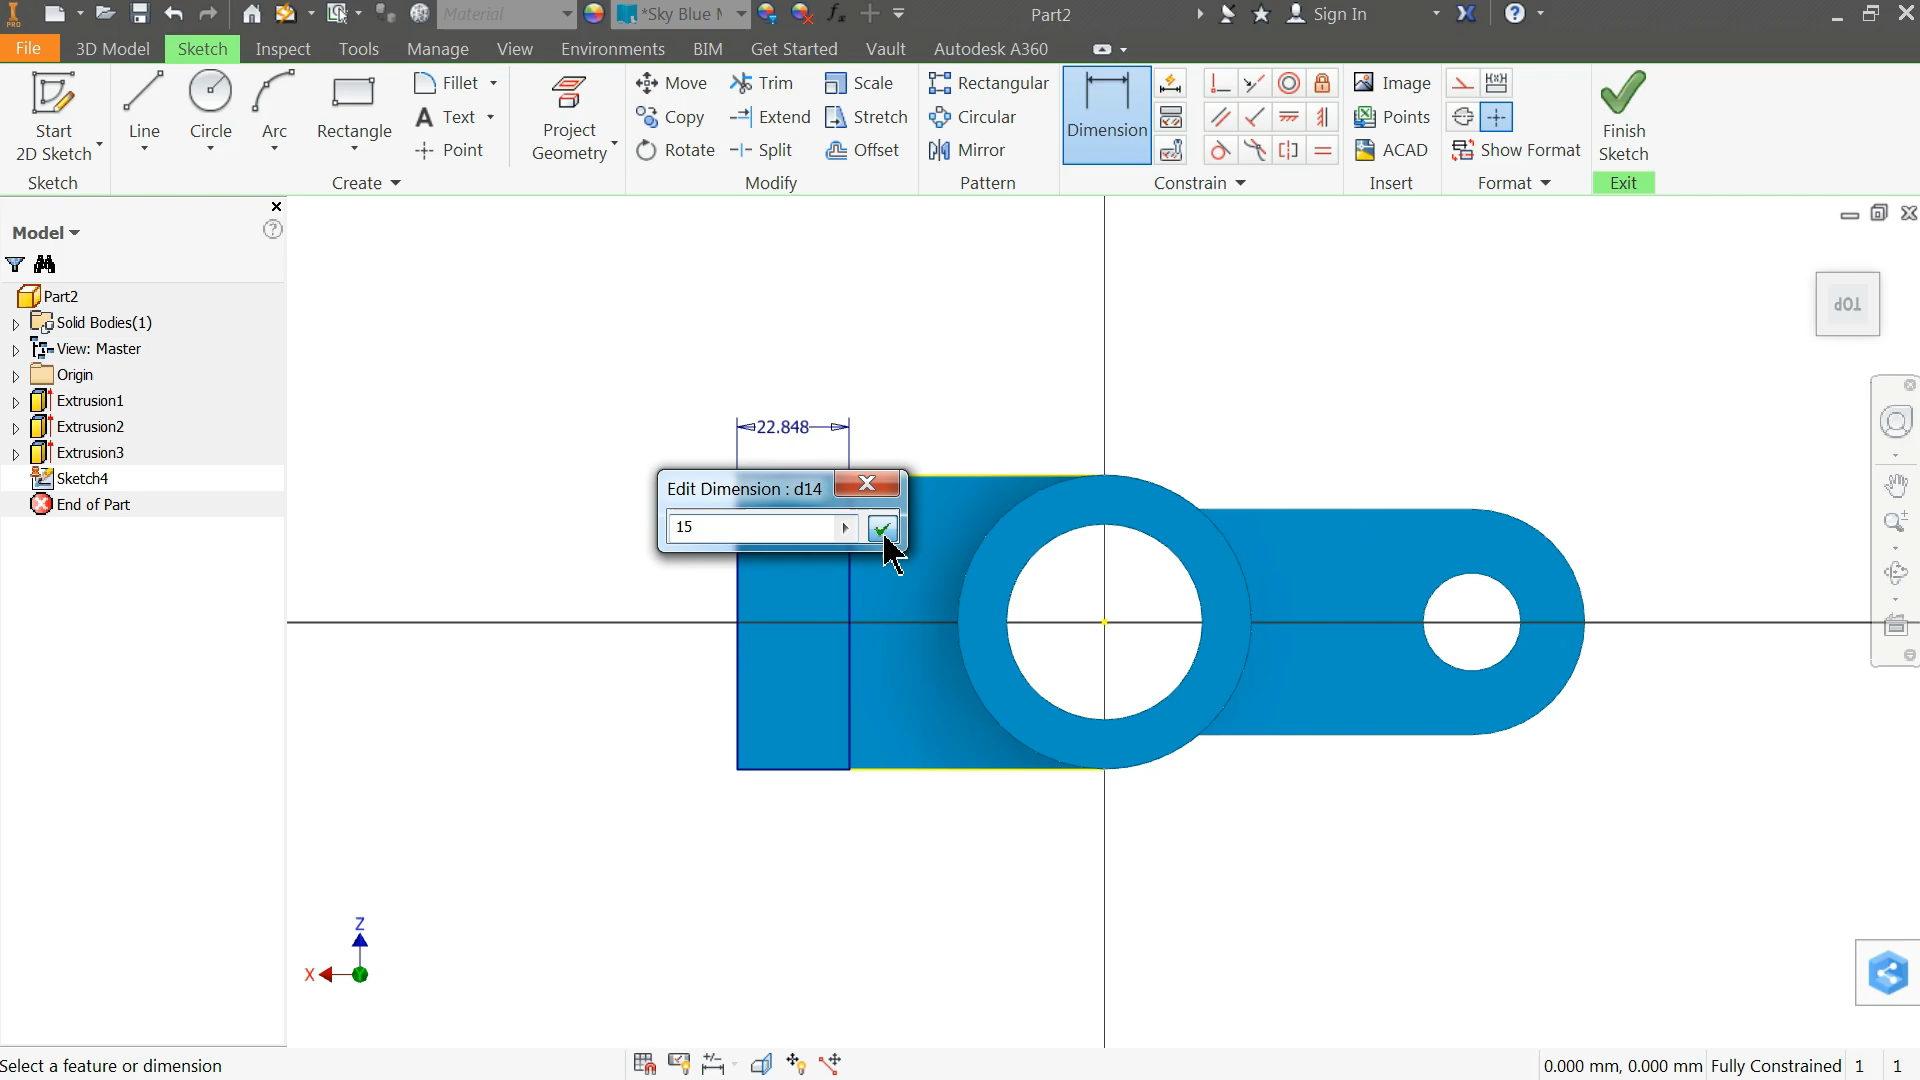 PRO
Material
*Sky Blue M
fx
Part2
Sign In
File
3D Model
Sketch
Inspect
Tools
Manage
View
Environments
BIM
Get Started
Vault
Autodesk A360
Start
2D Sketch
Line
Circle
Arc
Rectangle
Fillet
Text
Point
Project
Geometry
Move
Trim
Scale
Copy
Extend
Stretch
Rotate
Split
Offset
Rectangular
Circular
Mirror
Dimension
Image
Points
ACAD
Show Format
Finish
Sketch
Sketch
Create
Modify
Pattern
Constrain
Insert
Format
Exit
Model
Part2
Solid Bodies(1)
View: Master
Origin
Extrusion1
Extrusion2
Extrusion3
Sketch4
End of Part
TOP
22.848
Edit Dimension : d14
15
Z
X
Select a feature or dimension
0.000 mm, 0.000 mm
Fully Constrained
1
1